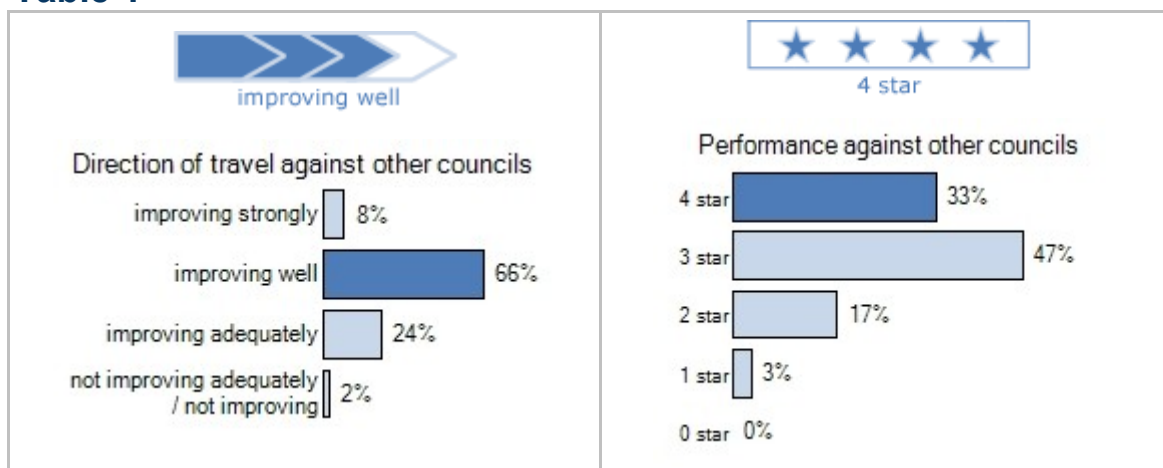 improving well
Direction of travel against other councils
improving strongly 8%
improving well 66%
improving adequately 24%
not improving adequately
/ not improving 2%
4 star
Performance against other councils
4 star 33%
3 star 47%
2 star 17%
1 star 3%
0 star 0%